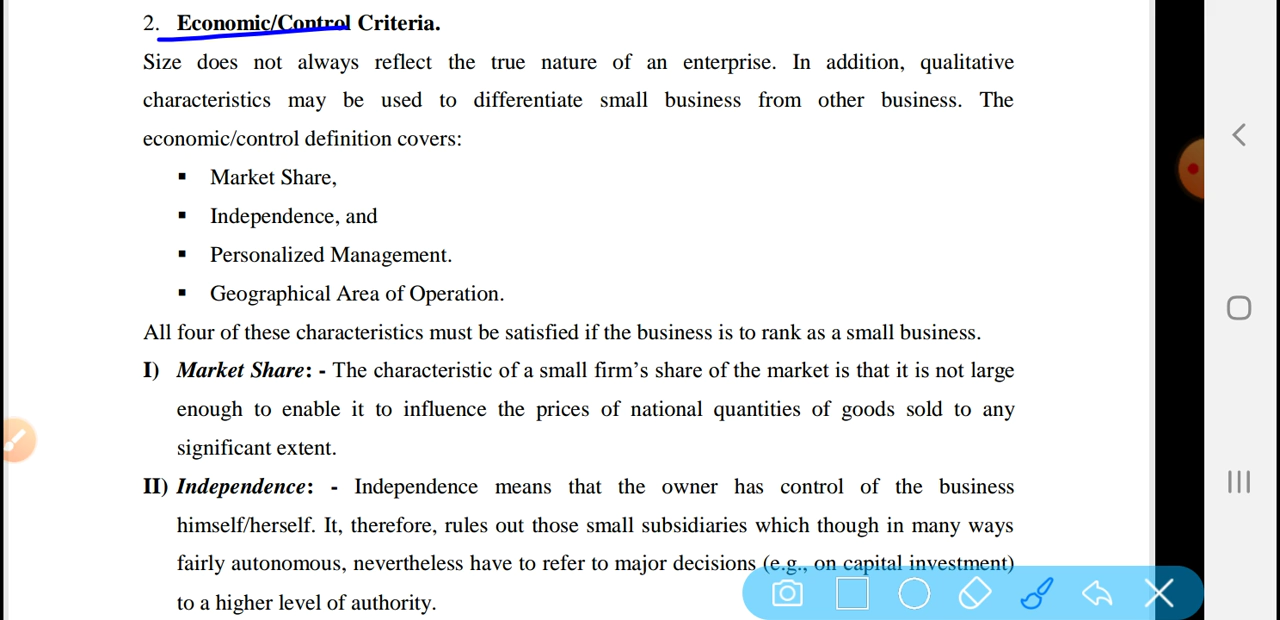 2. Economic/Control Criteria.
Size does not always reflect the true nature of an enterprise. In addition, qualitative
characteristics may be used to differentiate small business from other business. The
economic/control definition covers:
▪ Market Share,
▪ Independence, and
▪ Personalized Management.
▪ Geographical Area of Operation.
All four of these characteristics must be satisfied if the business is to rank as a small business.
I) Market Share: - The characteristic of a small firm’s share of the market is that it is not large
enough to enable it to influence the prices of national quantities of goods sold to any
significant extent.
II) Independence: - Independence means that the owner has control of the business
himself/herself. It, therefore, rules out those small subsidiaries which though in many ways
fairly autonomous, nevertheless have to refer to major decisions (e.g., on capital investment)
to a higher level of authority.